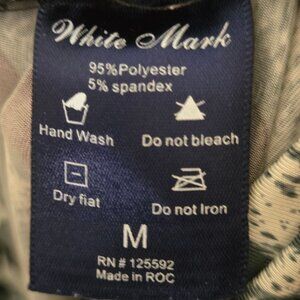 White Mark
95%Polyester
5% spandex
Hand Wash
Do not bleach
Dry flat
Do not Iron
M
RN # 125592
Made in ROC